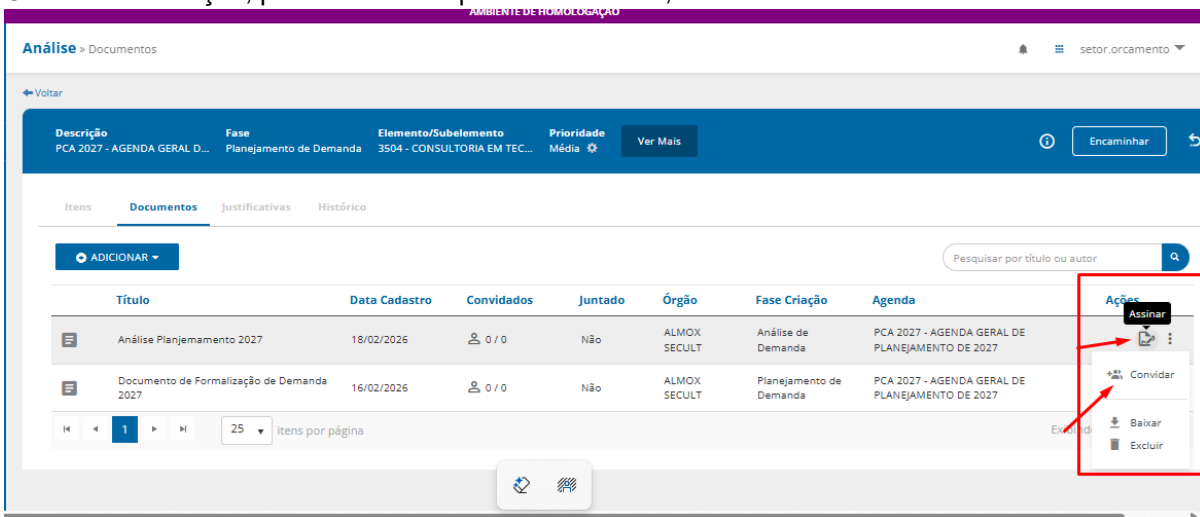 AMBIENTE DE HOMOLOGAÇÃO
Análise » Documentos
setor.orcamento
Voltar
Descrição Fase Elemento/Subelemento Prioridade
PCA 2027 - AGENDA GERAL D... Planejamento de Demanda 3504 - CONSULTORIA EM TEC... Média
Ver Mais
Encaminhar
Itens Documentos Justificativas Histórico
ADICIONAR
Pesquisar por título ou autor
Título Data Cadastro Convidados Juntado Órgão Fase Criação Agenda Ações
Assinar
Análise Planjemamento 2027 18/02/2026 0 / 0 Não ALMOX SECULT Análise de Demanda PCA 2027 - AGENDA GERAL DE PLANEJAMENTO DE 2027
Convidar
Documento de Formalização de Demanda 2027 16/02/2026 0 / 0 Não ALMOX SECULT Planejamento de Demanda PCA 2027 - AGENDA GERAL DE PLANEJAMENTO DE 2027
Baixar
Excluir
1 25 itens por página